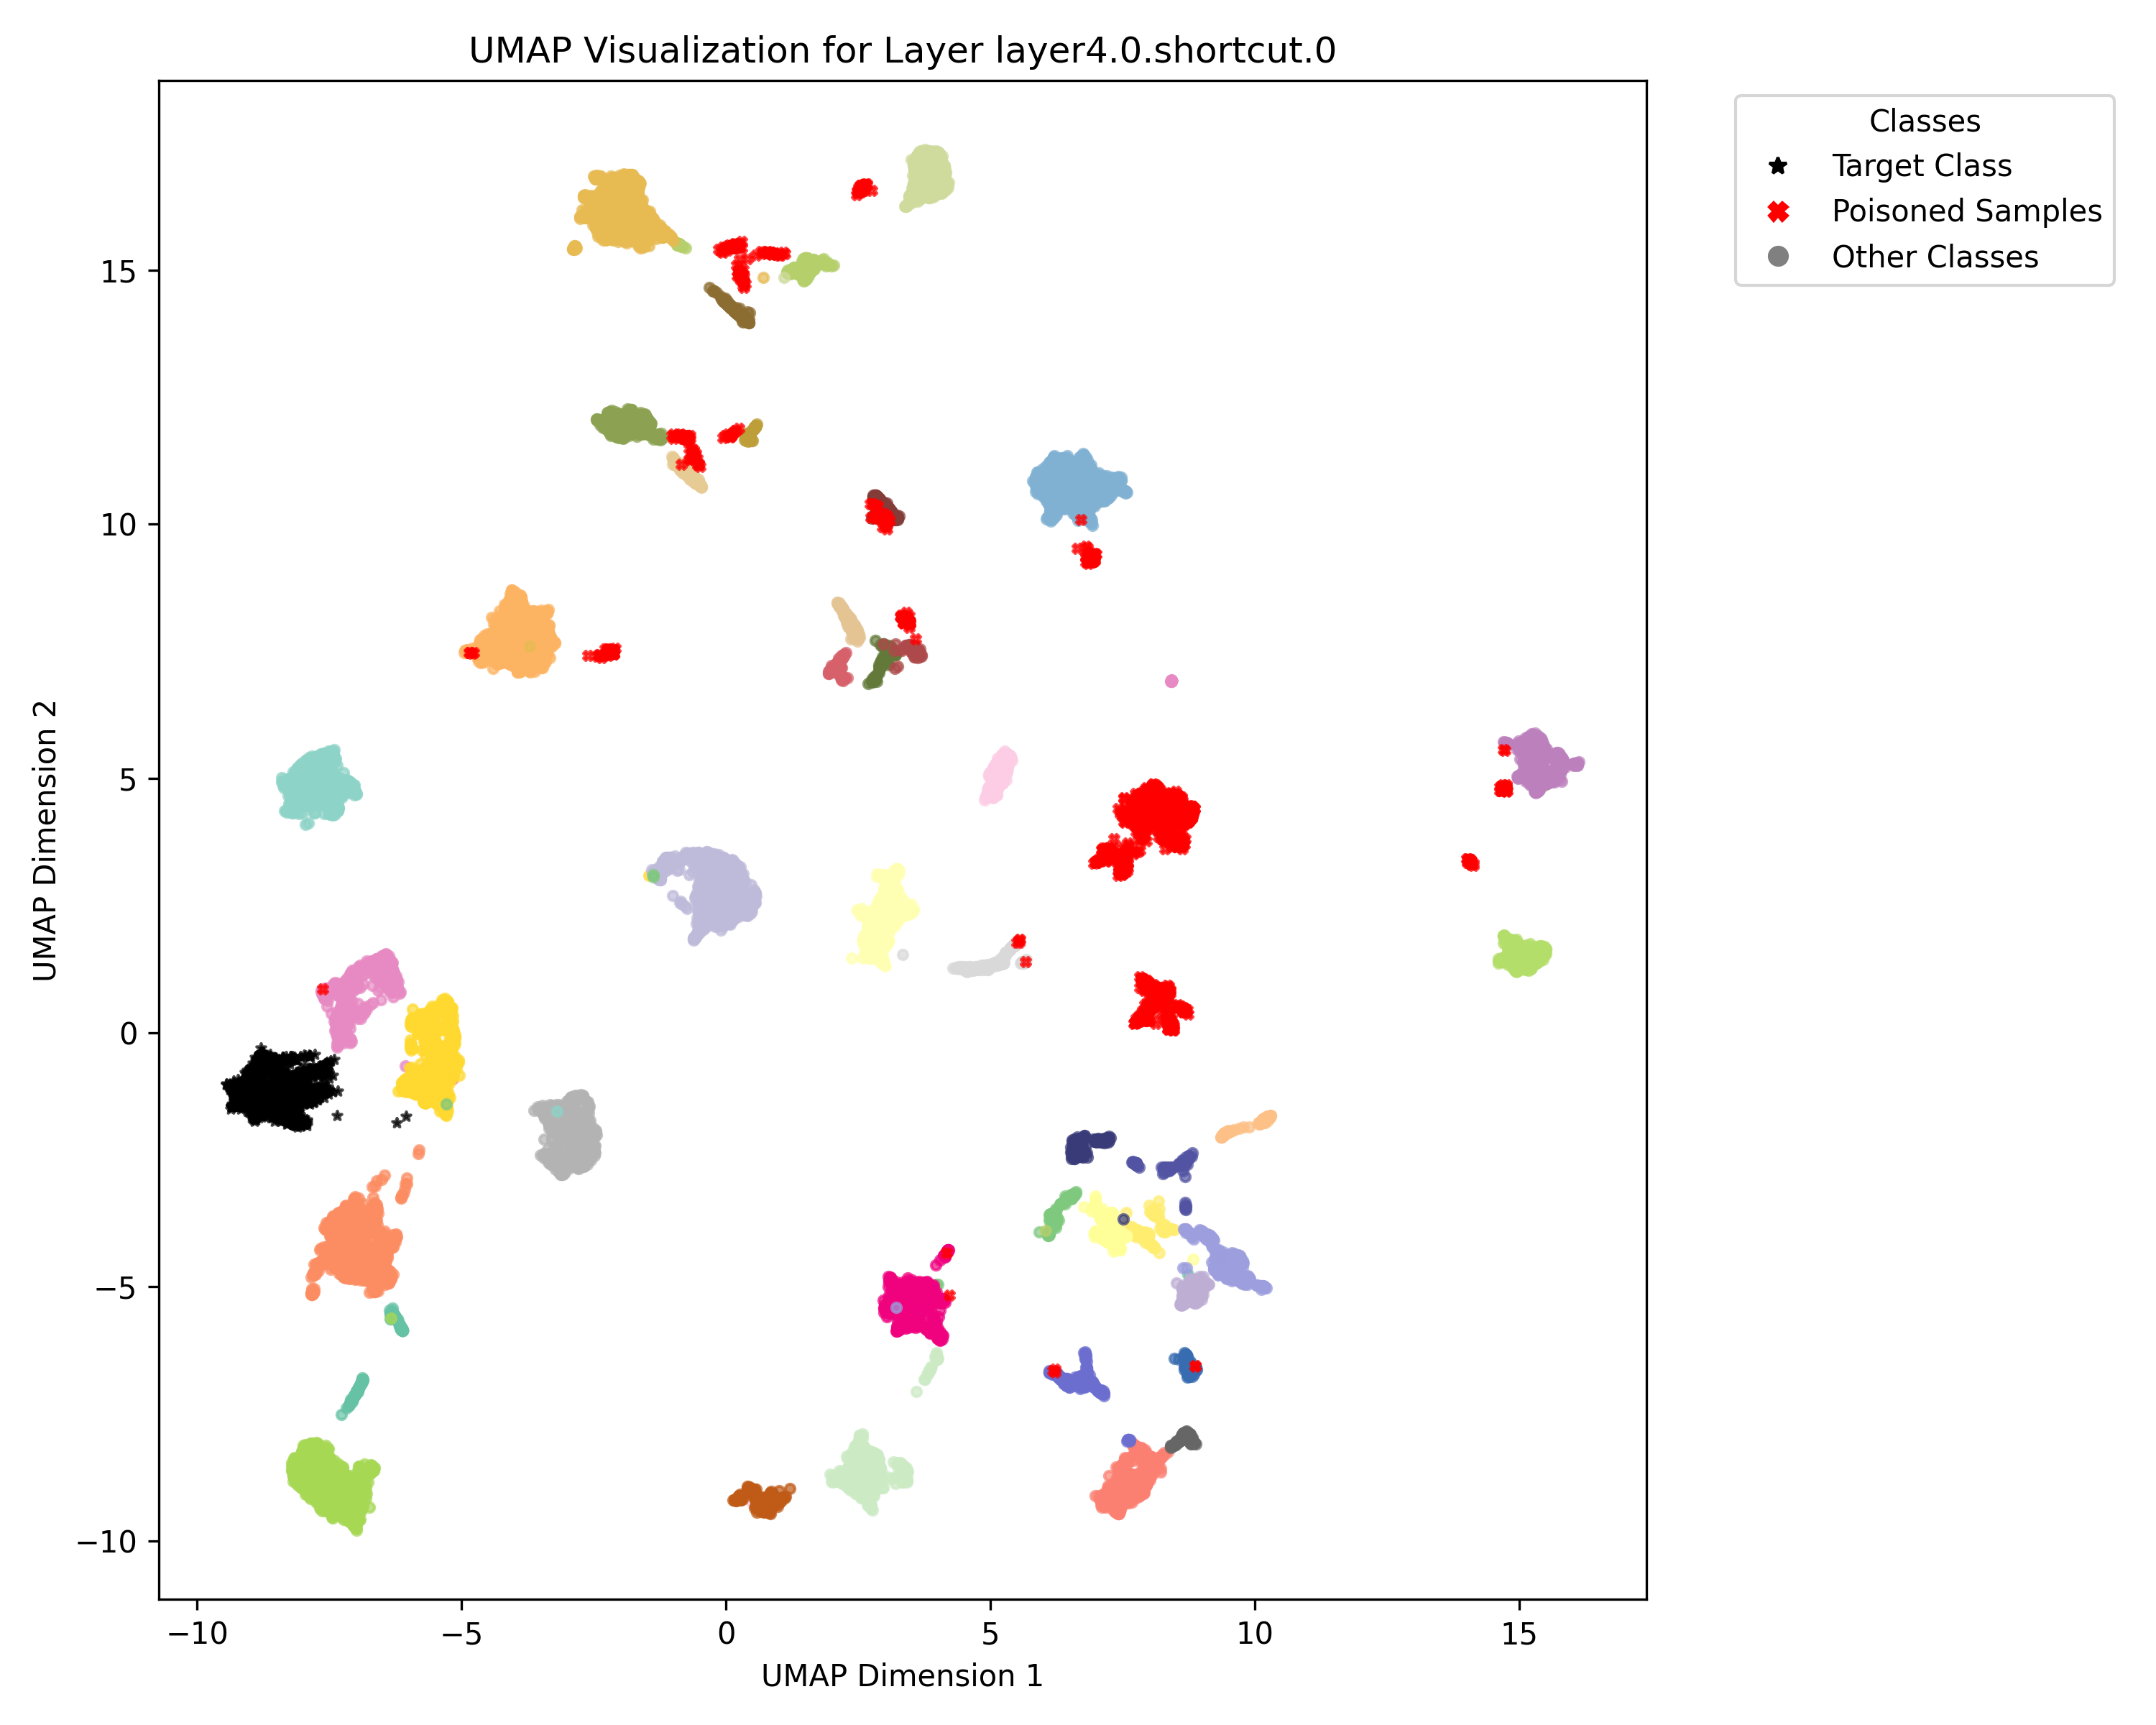 UMAP Visualization for Layer layer4.0.shortcut.0
Classes
Target Class
Poisoned Samples
Other Classes
UMAP Dimension 2
15
10
5
0
−5
−10
−10
−5
0
5
10
15
UMAP Dimension 1